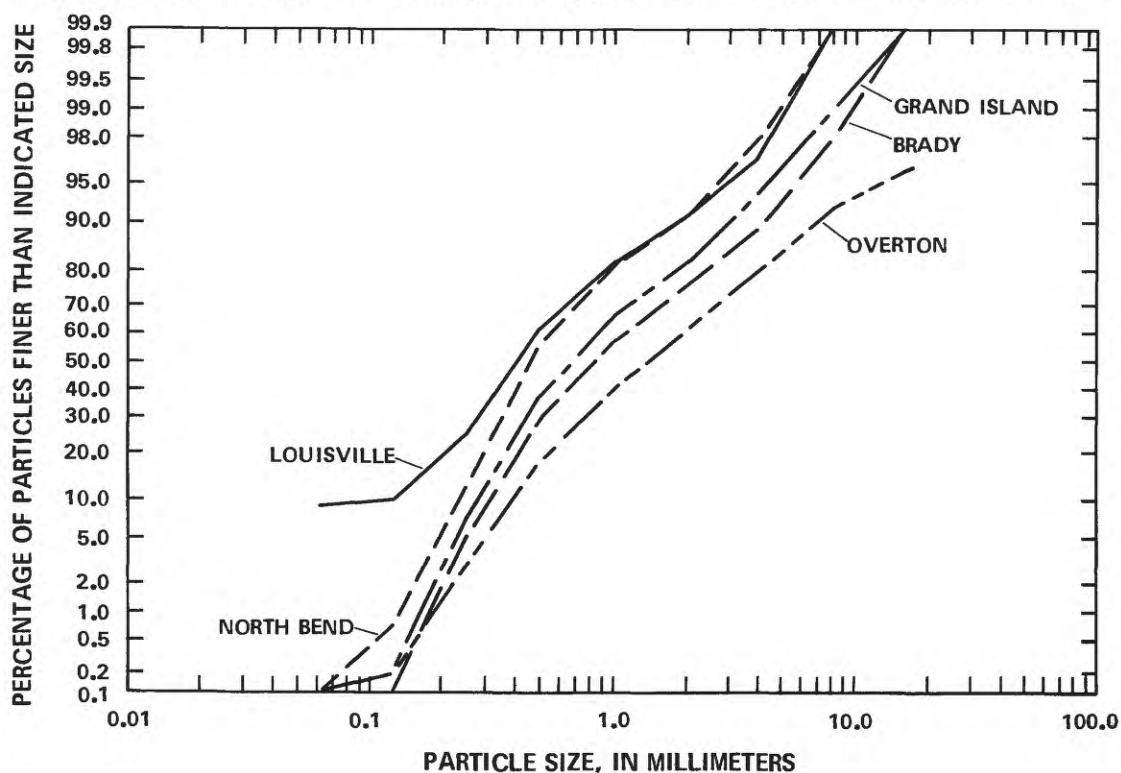 PERCENTAGE OF PARTICLES FINER THAN INDICATED SIZE
99.9
99.8
99.5
99.0
98.0
95.0
90.0
80.0
70.0
60.0
50.0
40.0
30.0
20.0
10.0
5.0
2.0
1.0
0.5
0.2
0.1
GRAND ISLAND
BRADY
OVERTON
LOUISVILLE
NORTH BEND
0.01 0.1 1.0 10.0 100.0
PARTICLE SIZE, IN MILLIMETERS